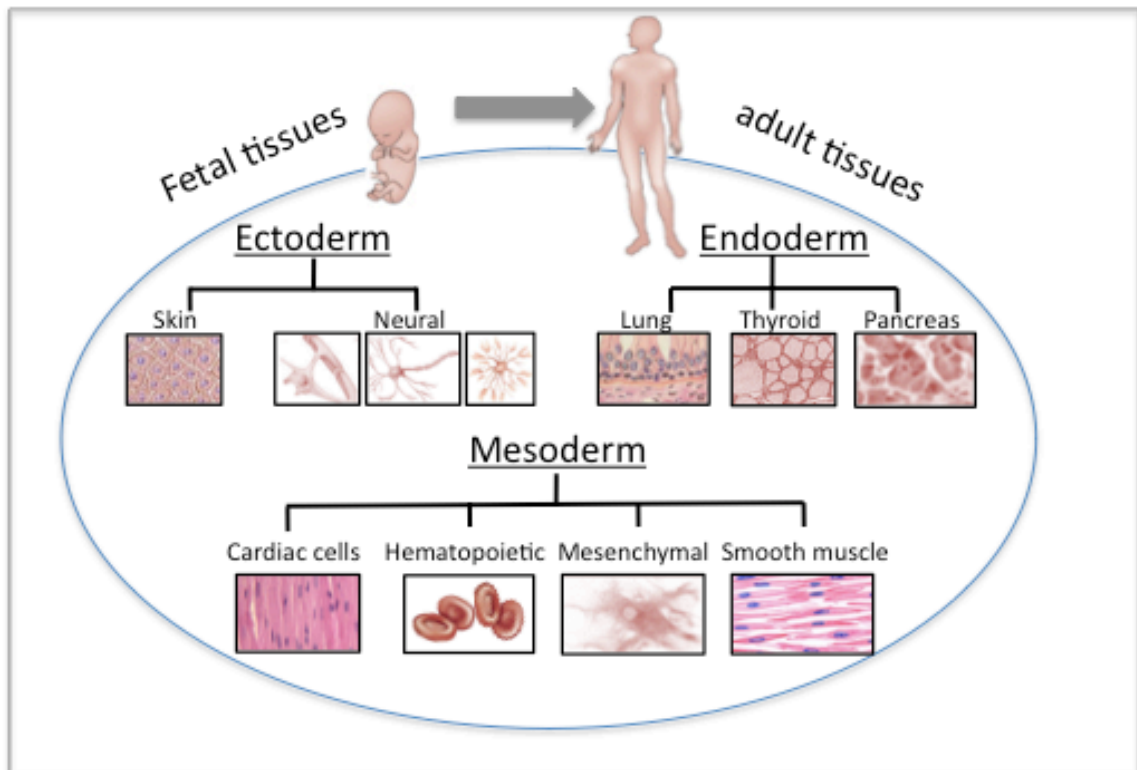 Fetal tissues
adult tissues
Ectoderm
Skin
Neural
Endoderm
Lung
Thyroid
Pancreas
Mesoderm
Cardiac cells
Hematopoietic
Mesenchymal
Smooth muscle